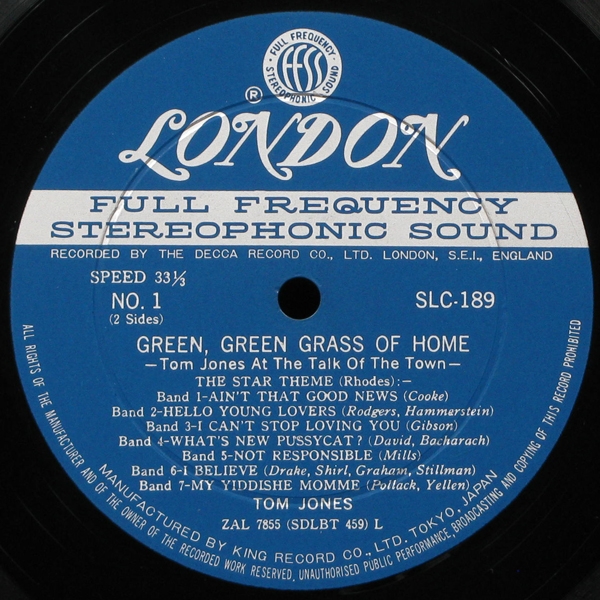 FULL FREQUENCY
FFSS
STEREOPHONIC SOUND
®
LONDON
FULL FREQUENCY
STEREOPHONIC SOUND
RECORDED BY THE DECCA RECORD CO., LTD. LONDON, S.E.I., ENGLAND
SPEED 33⅓
NO. 1
SLC-189
(2 Sides)
GREEN, GREEN GRASS OF HOME
—Tom Jones At The Talk Of The Town—
THE STAR THEME (Rhodes):—
Band 1-AIN'T THAT GOOD NEWS (Cooke)
Band 2-HELLO YOUNG LOVERS (Rodgers, Hammerstein)
Band 3-I CAN'T STOP LOVING YOU (Gibson)
Band 4-WHAT'S NEW PUSSYCAT? (David, Bacharach)
Band 5-NOT RESPONSIBLE (Mills)
Band 6-I BELIEVE (Drake, Shirl, Graham, Stillman)
Band 7-MY YIDDISHE MOMME (Pollack, Yellen)
TOM JONES
ZAL 7855 (SDLBT 459) L
MANUFACTURED BY KING RECORD CO., LTD. TOKYO, JAPAN
ALL RIGHTS OF THE MANUFACTURER AND OF THE OWNER OF THE RECORDED WORK RESERVED, UNAUTHORISED PUBLIC PERFORMANCE, BROADCASTING AND COPYING OF THIS RECORD PROHIBITED